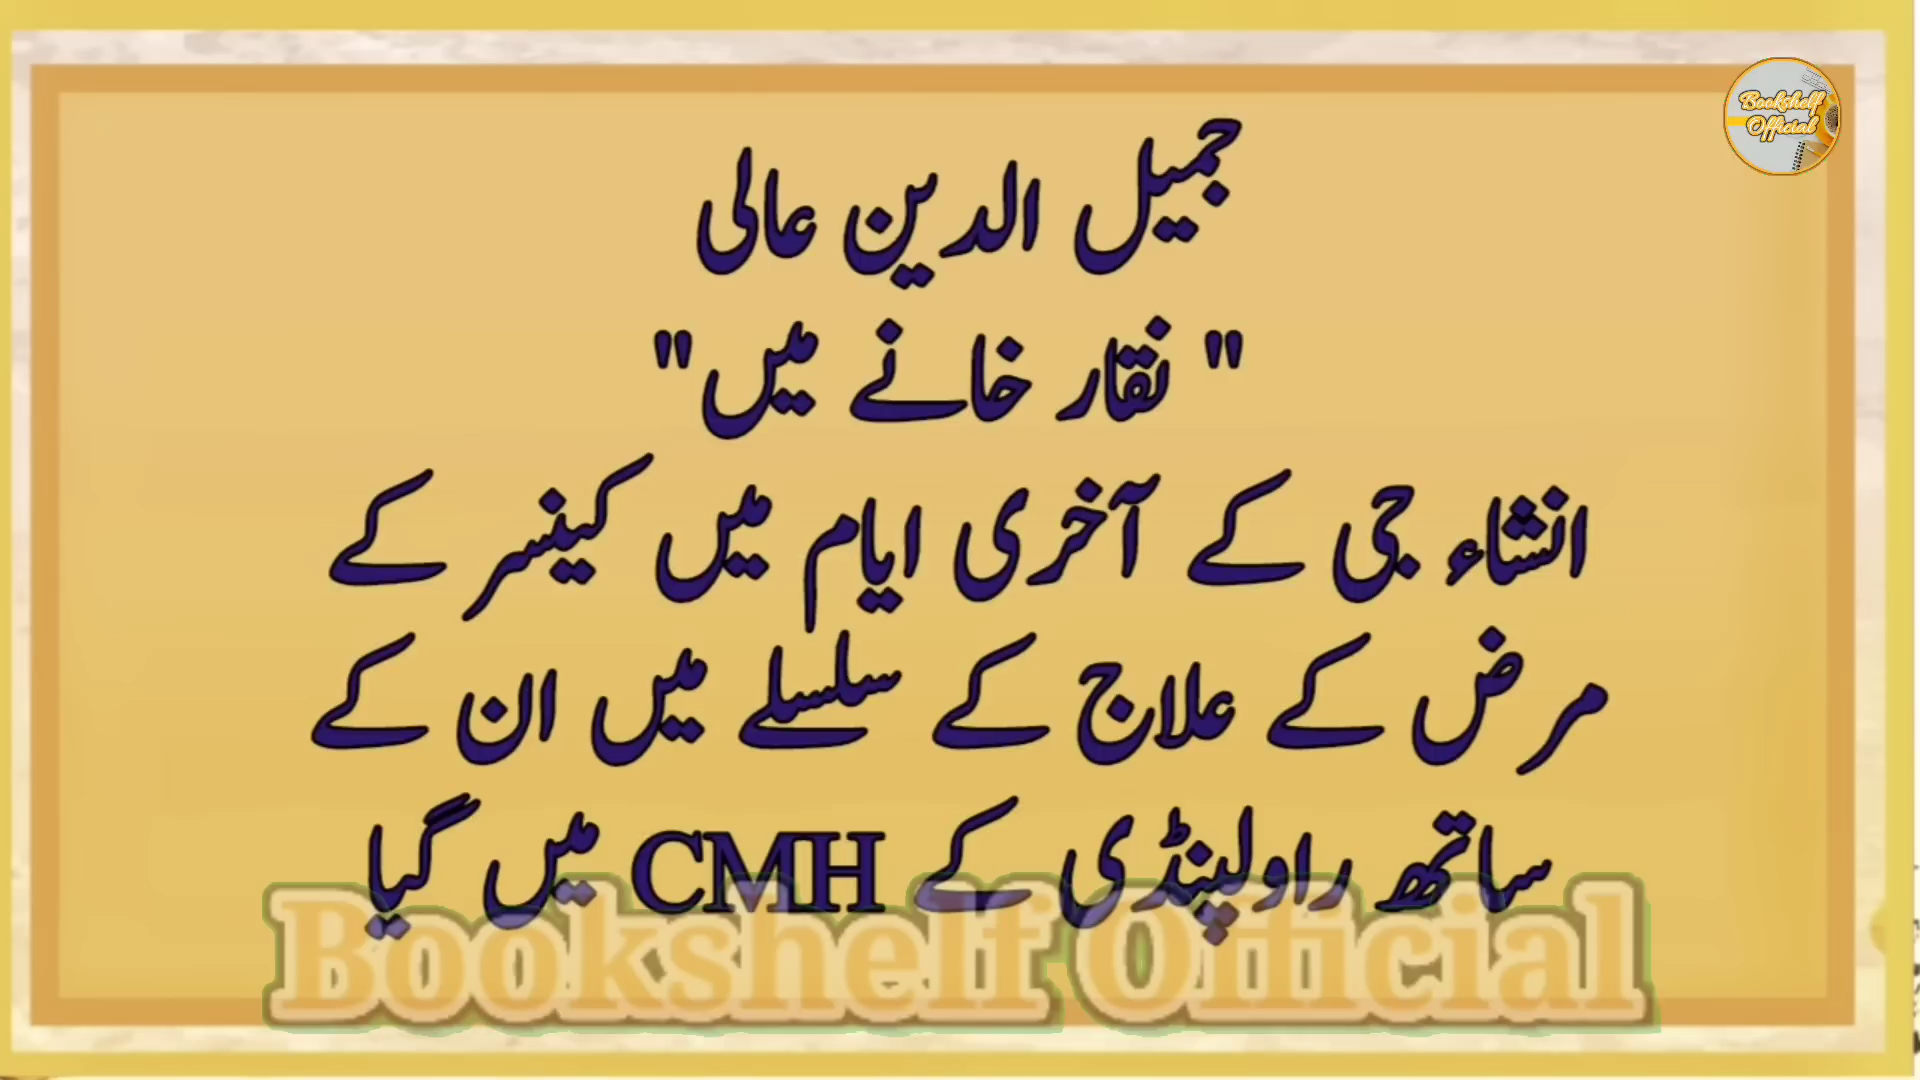 Bookshelf
Official
جمیل الدین عالی
" نقار خانے میں"
انشاء جی کے آخری ایام میں کینسر کے
مرض کے علاج کے سلسلے میں ان کے
ساتھ راولپنڈی کے CMH میں گیا
Bookshelf Official